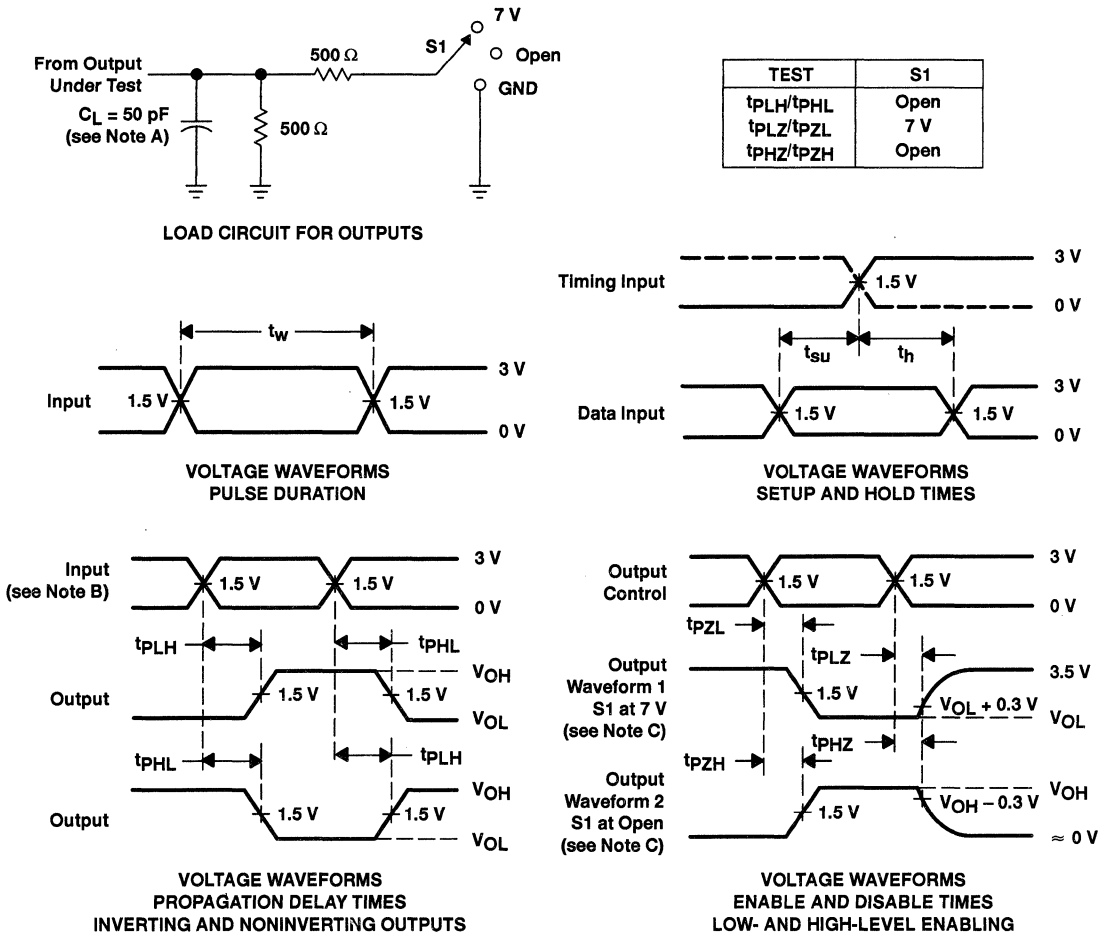 7 V
S1
Open
GND
500 Ω
From Output
Under Test
CL = 50 pF
(see Note A)
500 Ω
LOAD CIRCUIT FOR OUTPUTS
TEST S1
tPLH/tPHL Open
tPLZ/tPZL 7 V
tPHZ/tPZH Open
Timing Input
1.5 V
3 V
0 V
tsu
th
Data Input
1.5 V
1.5 V
3 V
0 V
VOLTAGE WAVEFORMS
SETUP AND HOLD TIMES
tw
Input
1.5 V
1.5 V
3 V
0 V
VOLTAGE WAVEFORMS
PULSE DURATION
Input
(see Note B)
1.5 V
1.5 V
3 V
0 V
tPLH
tPHL
Output
1.5 V
1.5 V
VOH
VOL
tPHL
tPLH
Output
1.5 V
1.5 V
VOH
VOL
VOLTAGE WAVEFORMS
PROPAGATION DELAY TIMES
INVERTING AND NONINVERTING OUTPUTS
Output
Control
1.5 V
1.5 V
3 V
0 V
tPZL
tPLZ
Output
Waveform 1
S1 at 7 V
(see Note C)
1.5 V
3.5 V
VOL + 0.3 V
VOL
tPZH
tPHZ
Output
Waveform 2
S1 at Open
(see Note C)
1.5 V
VOH
VOH − 0.3 V
≈ 0 V
VOLTAGE WAVEFORMS
ENABLE AND DISABLE TIMES
LOW- AND HIGH-LEVEL ENABLING